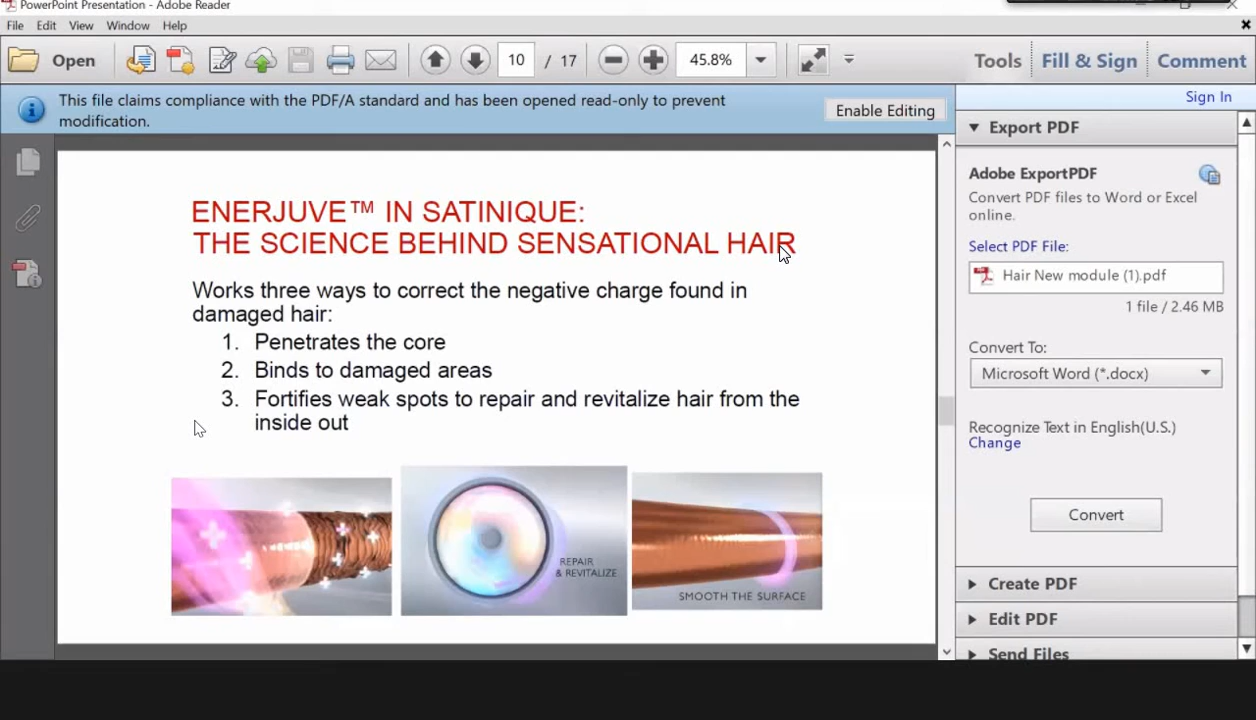 PowerPoint Presentation - Adobe Reader
File Edit View Window Help
Open 10 / 17 45.8% Tools Fill & Sign Comment
This file claims compliance with the PDF/A standard and has been opened read-only to prevent
modification.
Enable Editing
Sign In
ENERJUVE™ IN SATINIQUE:
THE SCIENCE BEHIND SENSATIONAL HAIR
Works three ways to correct the negative charge found in
damaged hair:
1. Penetrates the core
2. Binds to damaged areas
3. Fortifies weak spots to repair and revitalize hair from the
inside out
REPAIR
& REVITALIZE
SMOOTH THE SURFACE
Export PDF
Adobe ExportPDF
Convert PDF files to Word or Excel
online.
Select PDF File:
Hair New module (1).pdf
1 file / 2.46 MB
Convert To:
Microsoft Word (*.docx)
Recognize Text in English(U.S.)
Change
Convert
Create PDF
Edit PDF
Send Files